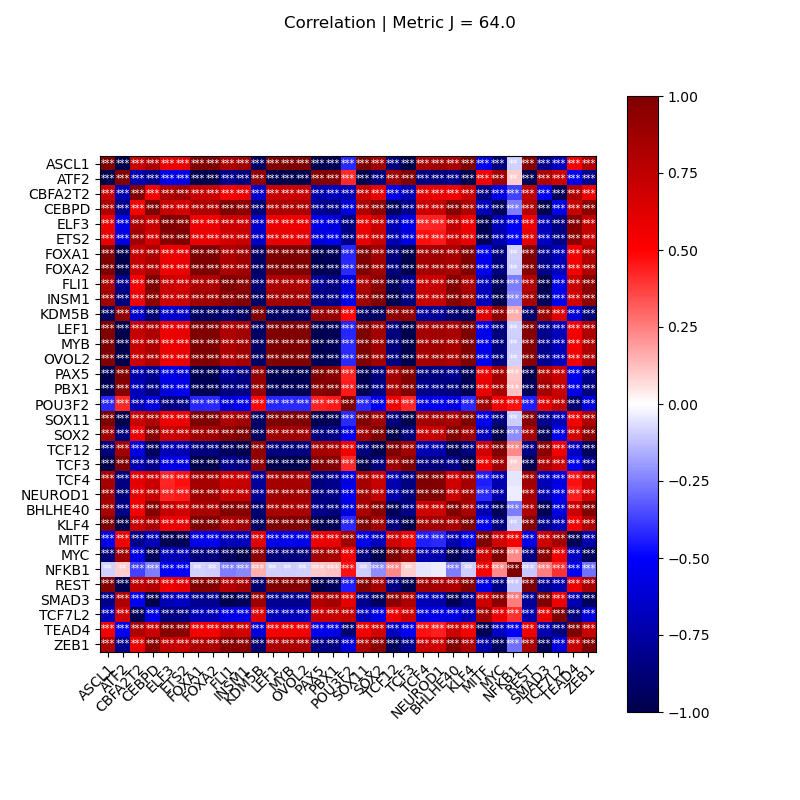 Correlation | Metric J = 64.0
ASCL1
ATF2
CBFA2T2
CEBPD
ELF3
ETS2
FOXA1
FOXA2
FLI1
INSM1
KDM5B
LEF1
MYB
OVOL2
PAX5
PBX1
POU3F2
SOX11
SOX2
TCF12
TCF3
TCF4
NEUROD1
BHLHE40
KLF4
MITF
MYC
NFKB1
REST
SMAD3
TCF7L2
TEAD4
ZEB1
ASCL1
ATF2
CBFA2T2
CEBPD
ELF3
ETS2
FOXA1
FOXA2
FLI1
INSM1
KDM5B
LEF1
MYB
OVOL2
PAX5
PBX1
POU3F2
SOX11
SOX2
TCF12
TCF3
TCF4
NEUROD1
BHLHE40
KLF4
MITF
MYC
NFKB1
REST
SMAD3
TCF7L2
TEAD4
ZEB1
1.00
0.75
0.50
0.25
0.00
−0.25
−0.50
−0.75
−1.00